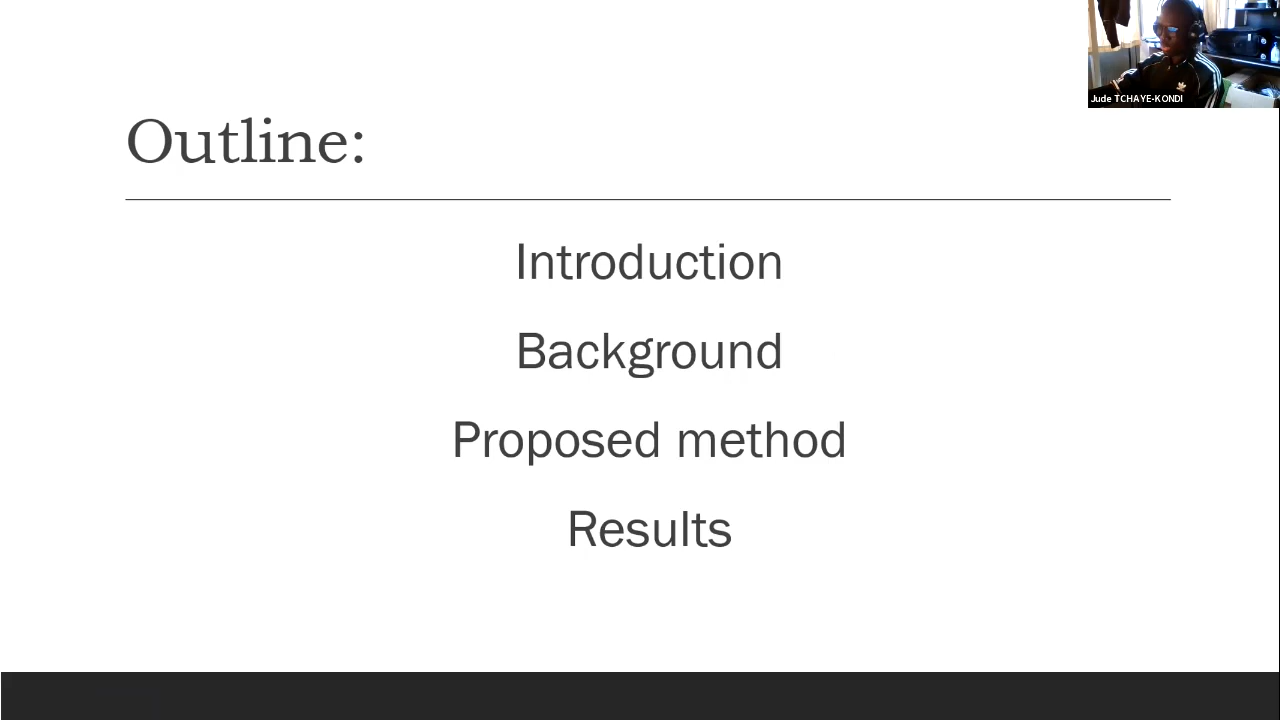 Jude TCHAYE-KONDI
Outline:
Introduction
Background
Proposed method
Results